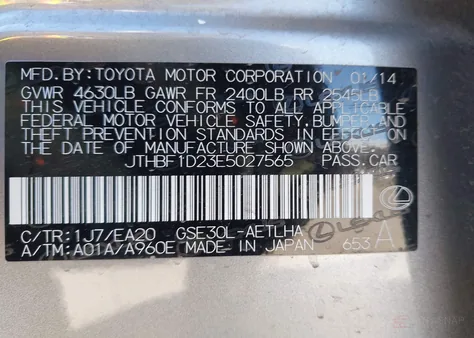 MFD. BY: TOYOTA MOTOR CORPORATION 01/14
GVWR 4630LB GAWR FR 2400LB RR 2545LB
THIS VEHICLE CONFORMS TO ALL APPLICABLE
FEDERAL MOTOR VEHICLE SAFETY, BUMPER, AND
THEFT PREVENTION STANDARDS IN EFFECT ON
THE DATE OF MANUFACTURE SHOWN ABOVE.
JTHBF1D23E5027565 PASS. CAR
C/TR: 1J7/EA20 GSE30L-AETLHA
A/TM: A01A/A960E MADE IN JAPAN 653 A